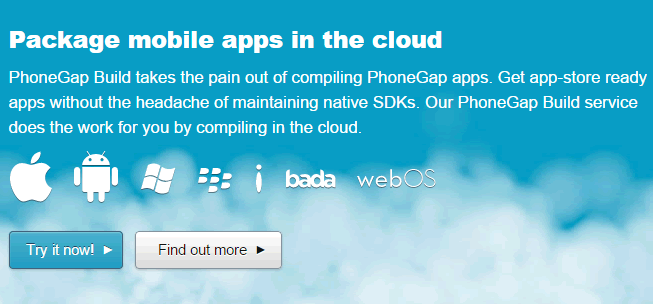 Package mobile apps in the cloud
PhoneGap Build takes the pain out of compiling PhoneGap apps. Get app-store ready
apps without the headache of maintaining native SDKs. Our PhoneGap Build service
does the work for you by compiling in the cloud.
bada webOS
Try it now! Find out more